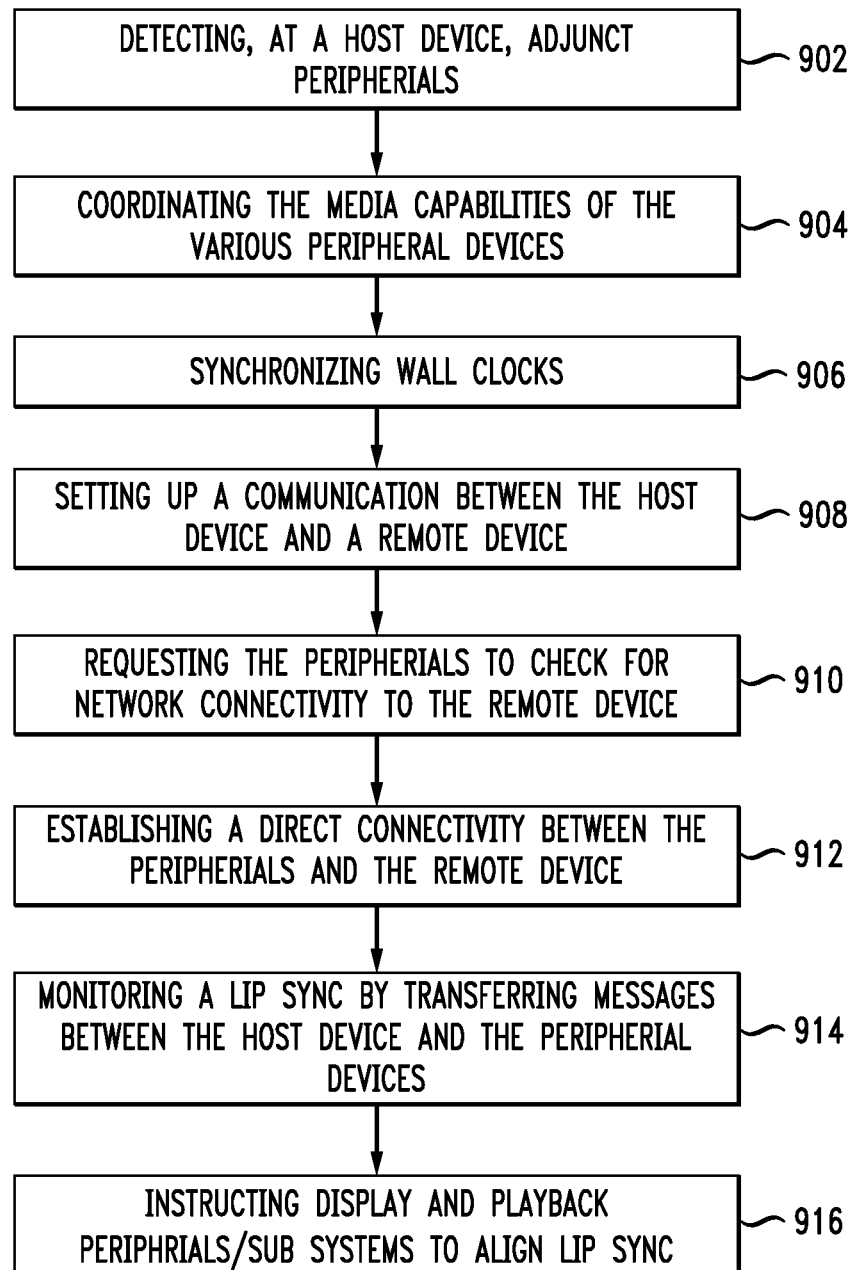 DETECTING, AT A HOST DEVICE, ADJUNCT
PERIPHERIALS
902
COORDINATING THE MEDIA CAPABILITIES OF THE
VARIOUS PERIPHERAL DEVICES
904
SYNCHRONIZING WALL CLOCKS
906
SETTING UP A COMMUNICATION BETWEEN THE HOST
DEVICE AND A REMOTE DEVICE
908
REQUESTING THE PERIPHERIALS TO CHECK FOR
NETWORK CONNECTIVITY TO THE REMOTE DEVICE
910
ESTABLISHING A DIRECT CONNECTIVITY BETWEEN THE
PERIPHERIALS AND THE REMOTE DEVICE
912
MONITORING A LIP SYNC BY TRANSFERRING MESSAGES
BETWEEN THE HOST DEVICE AND THE PERIPHERIAL
DEVICES
914
INSTRUCTING DISPLAY AND PLAYBACK
PERIPHRIALS/SUB SYSTEMS TO ALIGN LIP SYNC
916